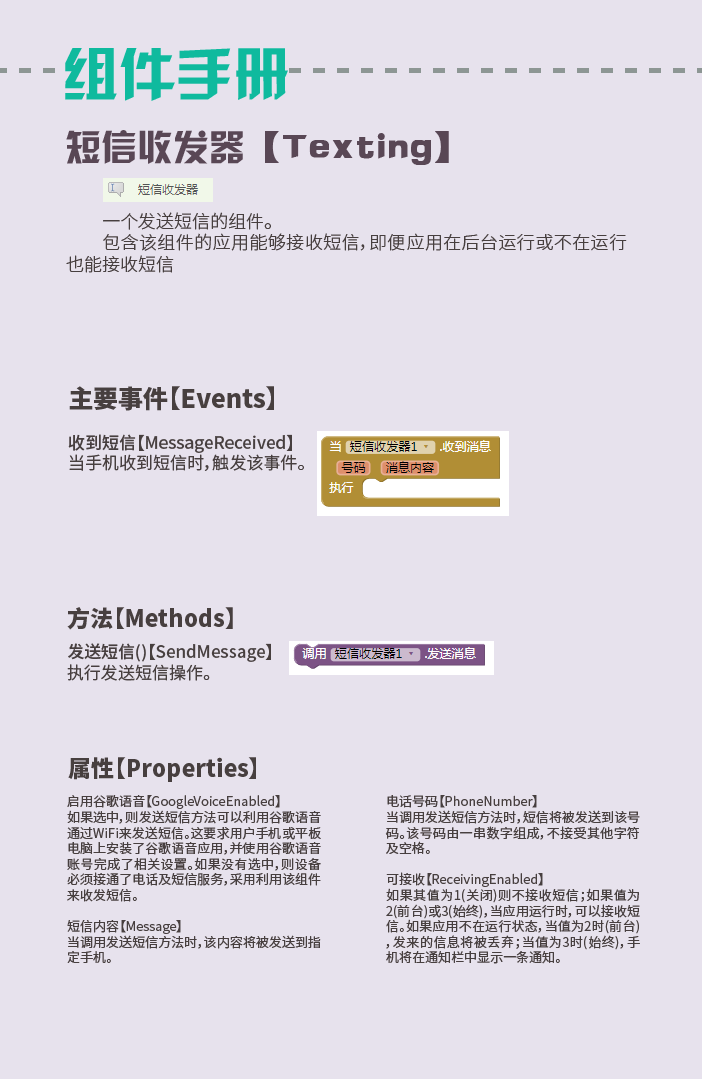 组件手册
短信收发器【Texting】
短信收发器
一个发送短信的组件。
包含该组件的应用能够接收短信，即便应用在后台运行或不在运行
也能接收短信
主要事件【Events】
收到短信【MessageReceived】
当手机收到短信时，触发该事件。
当 短信收发器1 .收到消息
号码 消息内容
执行
方法【Methods】
发送短信()【SendMessage】
执行发送短信操作。
调用 短信收发器1 .发送消息
属性【Properties】
启用谷歌语音【GoogleVoiceEnabled】
如果选中，则发送短信方法可以利用谷歌语音
通过WiFi来发送短信。这要求用户手机或平板
电脑上安装了谷歌语音应用，并使用谷歌语音
账号完成了相关设置。如果没有选中，则设备
必须接通了电话及短信服务，采用利用该组件
来收发短信。
短信内容【Message】
当调用发送短信方法时，该内容将被发送到指
定手机。
电话号码【PhoneNumber】
当调用发送短信方法时，短信将被发送到该号
码。该号码由一串数字组成，不接受其他字符
及空格。
可接收【ReceivingEnabled】
如果其值为1(关闭)则不接收短信；如果值为
2(前台)或3(始终)，当应用运行时，可以接收短
信。如果应用不在运行状态，当值为2时(前台)
，发来的信息将被丢弃；当值为3时(始终)，手
机将在通知栏中显示一条通知。